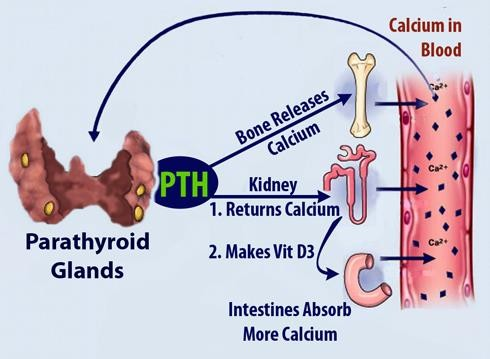 Calcium in
Blood
Ca2+
Bone Releases
Calcium
PTH
Kidney
1. Returns Calcium
Ca2+
2. Makes Vit D3
Ca2+
Parathyroid
Glands
Intestines Absorb
More Calcium